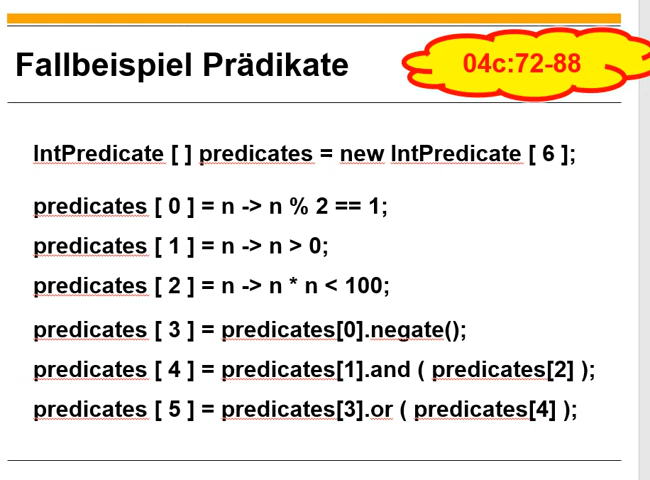 Fallbeispiel Prädikate
04c:72-88
IntPredicate [ ] predicates = new IntPredicate [ 6 ];
predicates [ 0 ] = n -> n % 2 == 1;
predicates [ 1 ] = n -> n > 0;
predicates [ 2 ] = n -> n * n < 100;
predicates [ 3 ] = predicates[0].negate();
predicates [ 4 ] = predicates[1].and ( predicates[2] );
predicates [ 5 ] = predicates[3].or ( predicates[4] );